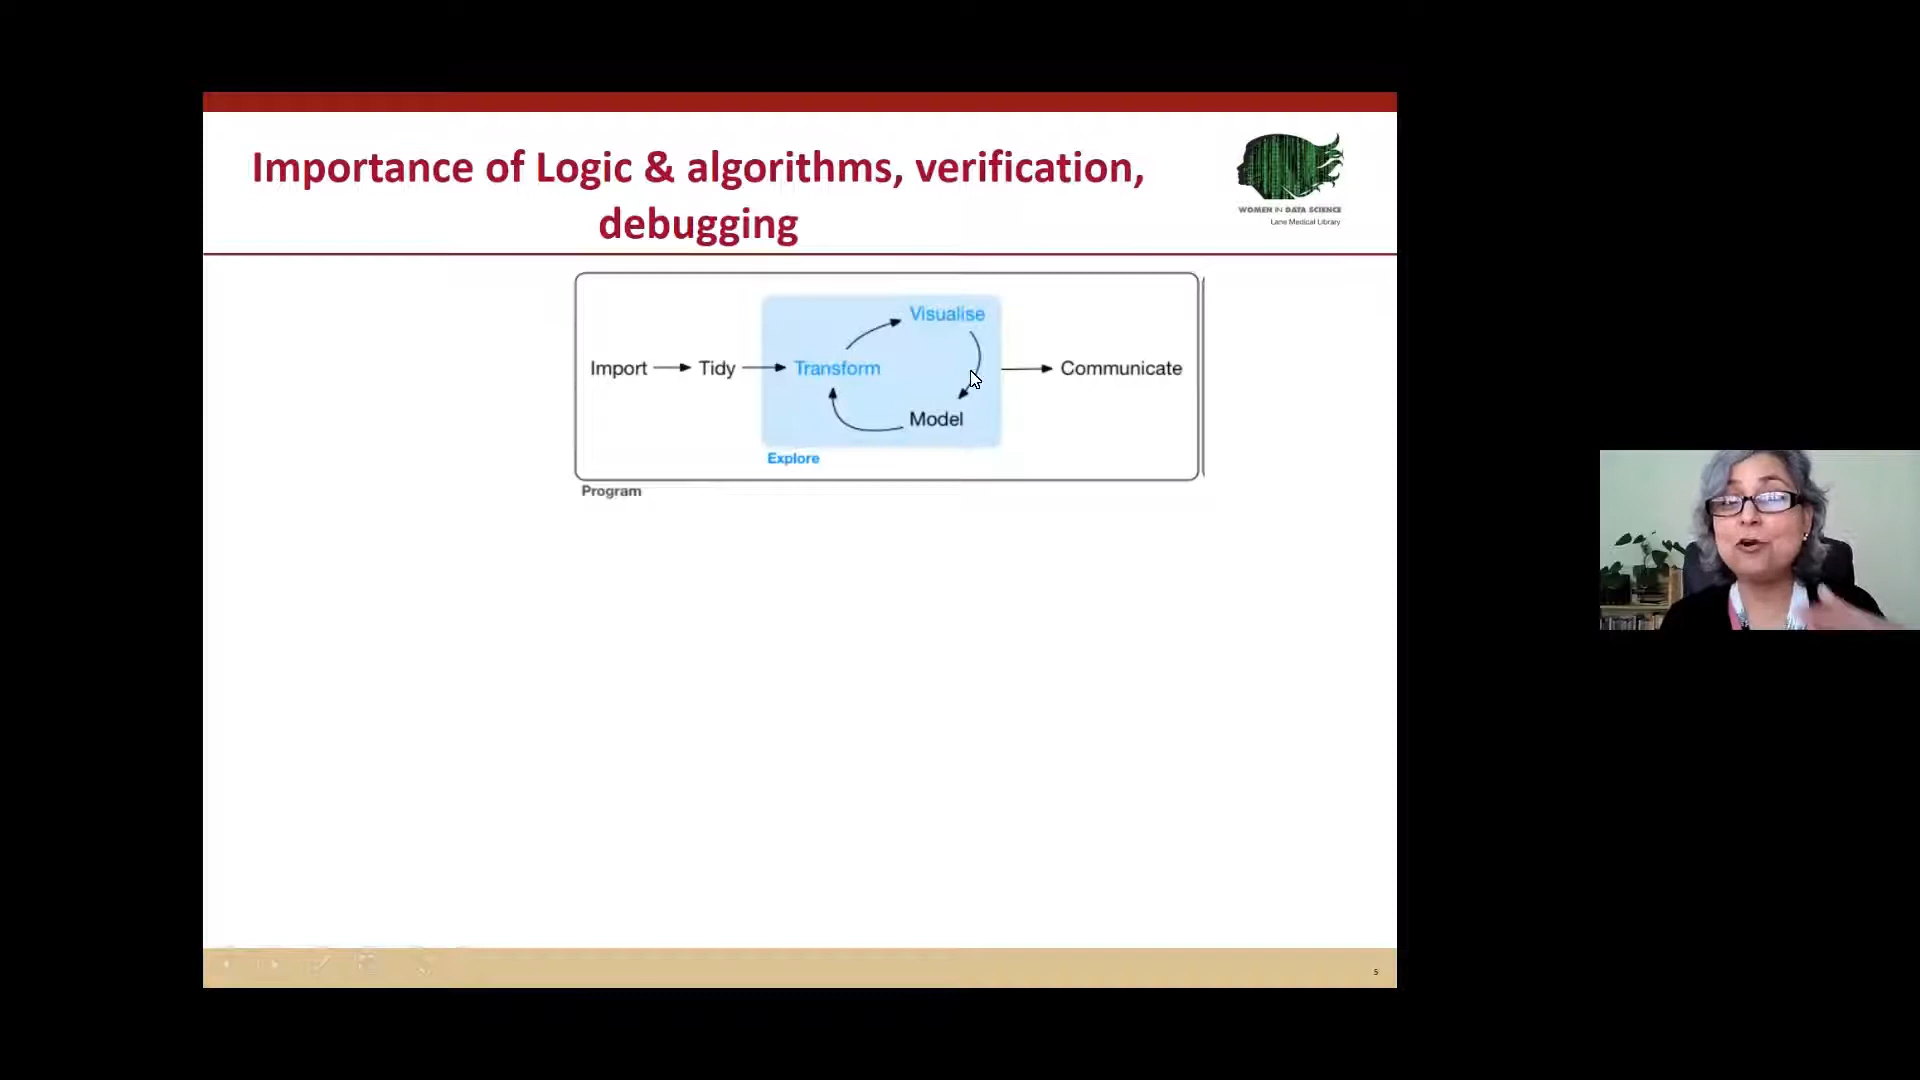 Importance of Logic & algorithms, verification,
debugging
WOMEN IN DATA SCIENCE
Lane Medical Library
Visualise
Import
Tidy
Transform
Communicate
Model
Explore
Program
5